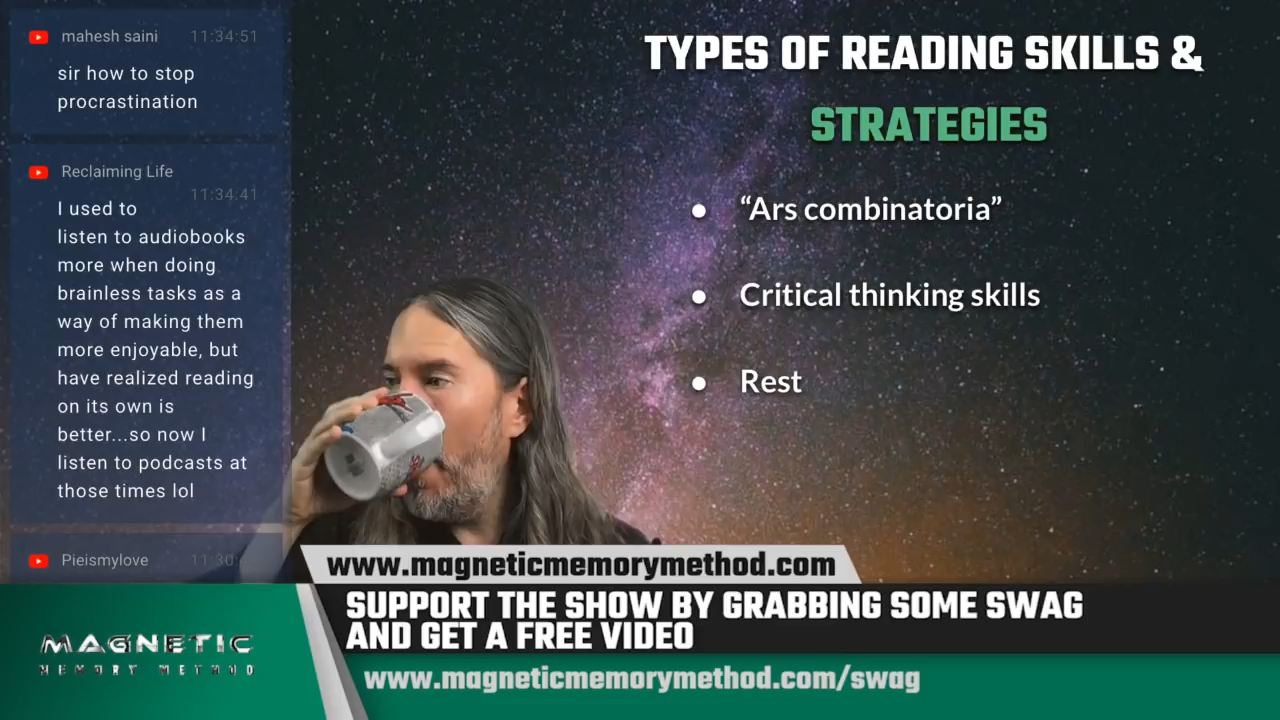 mahesh saini 11:34:51
sir how to stop
procrastination
Reclaiming Life
11:34:41
I used to
listen to audiobooks
more when doing
brainless tasks as a
way of making them
more enjoyable, but
have realized reading
on its own is
better...so now I
listen to podcasts at
those times lol
Pieismylove 11:30
TYPES OF READING SKILLS &
STRATEGIES
● “Ars combinatoria”
● Critical thinking skills
● Rest
www.magneticmemorymethod.com
SUPPORT THE SHOW BY GRABBING SOME SWAG
AND GET A FREE VIDEO
www.magneticmemorymethod.com/swag
MAGNETIC
MEMORY METHOD